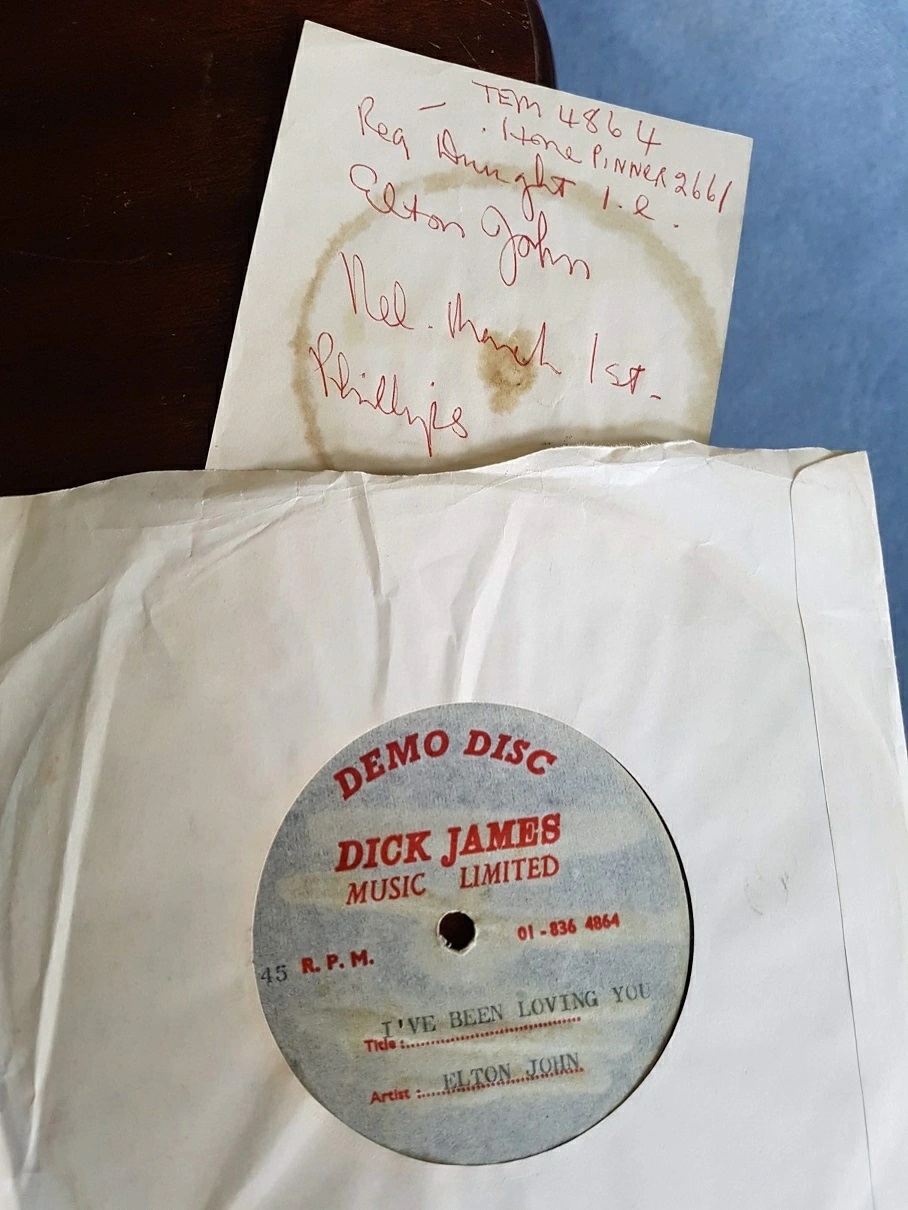 TEM 4864
Home PINNER 2661
Reg Dwight I.E.
Elton John
Rel. March 1st.
Phillips
DEMO DISC
DICK JAMES
MUSIC LIMITED
01-836 4864
45 R. P. M.
I'VE BEEN LOVING YOU
Title :
ELTON JOHN
Artist :